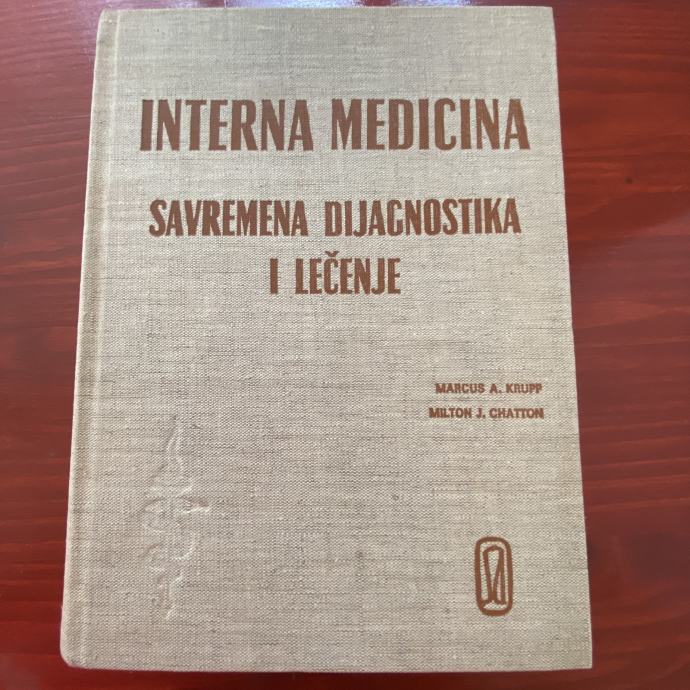 INTERNA MEDICINA
SAVREMENA DIJAGNOSTIKA
I LEČENJE
MARCUS A. KRUPP
MILTON J. CHATTON